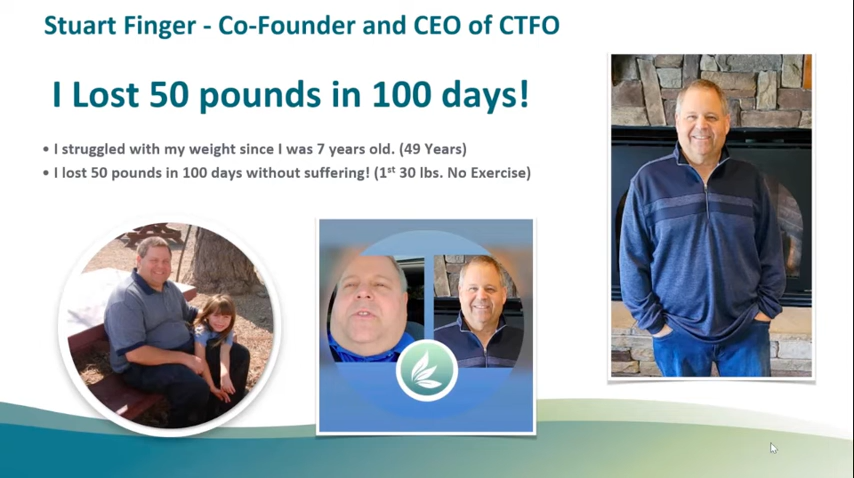 Stuart Finger - Co-Founder and CEO of CTFO
I Lost 50 pounds in 100 days!
• I struggled with my weight since I was 7 years old. (49 Years)
• I lost 50 pounds in 100 days without suffering! (1st 30 lbs. No Exercise)